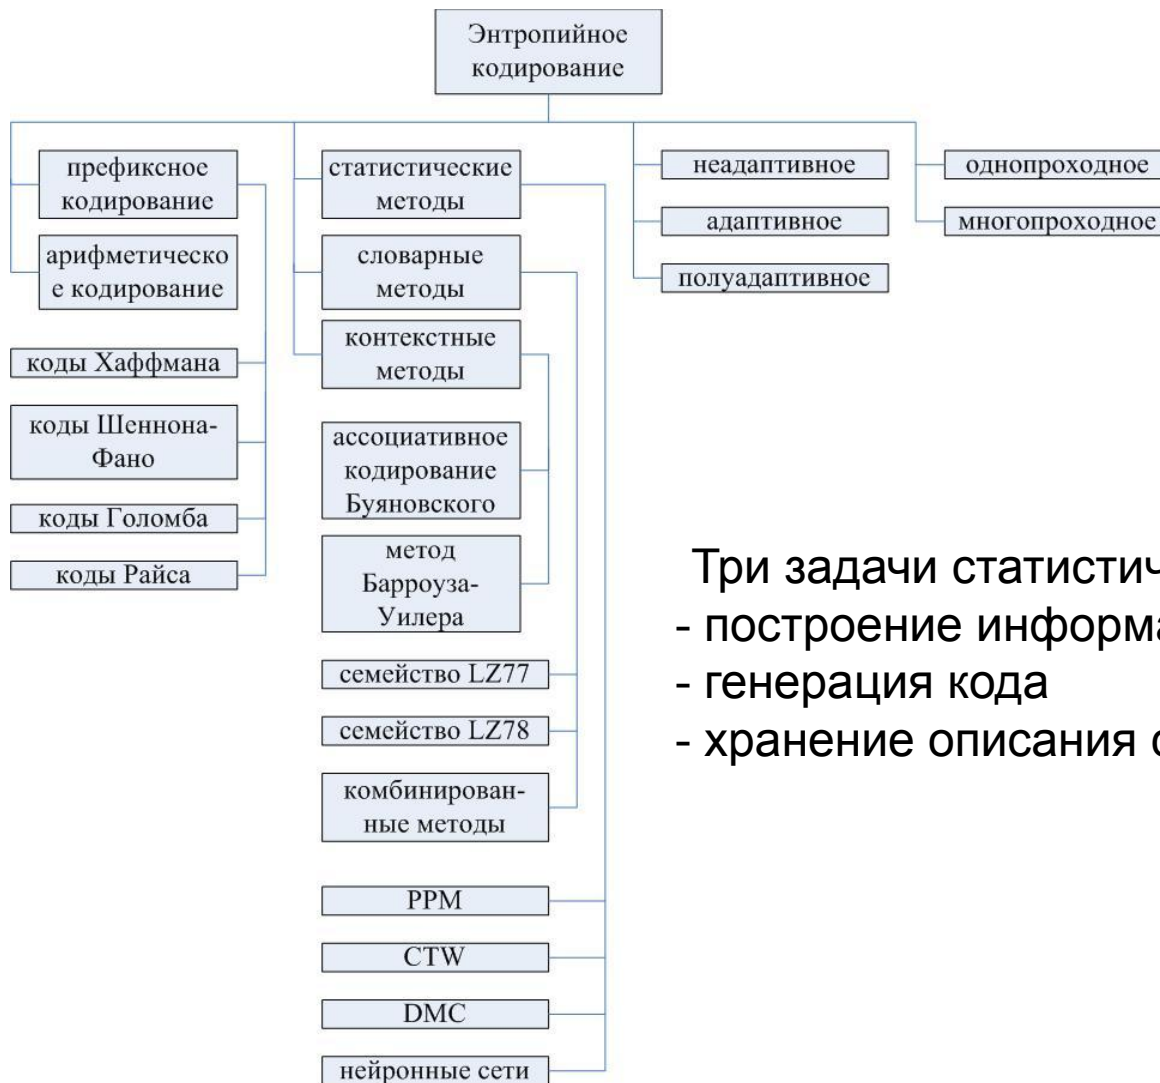 Энтропийное
кодирование
префиксное
кодирование
арифметическо
е кодирование
коды Хаффмана
коды Шеннона-
Фано
коды Голомба
коды Райса
статистические
методы
словарные
методы
контекстные
методы
ассоциативное
кодирование
Буяновского
метод
Барроуза-
Уилера
семейство LZ77
семейство LZ78
комбинирован-
ные методы
PPM
CTW
DMC
нейронные сети
неадаптивное
адаптивное
полуадаптивное
однопроходное
многопроходное
Три задачи
- построение
- генерация кода
- хранение описания